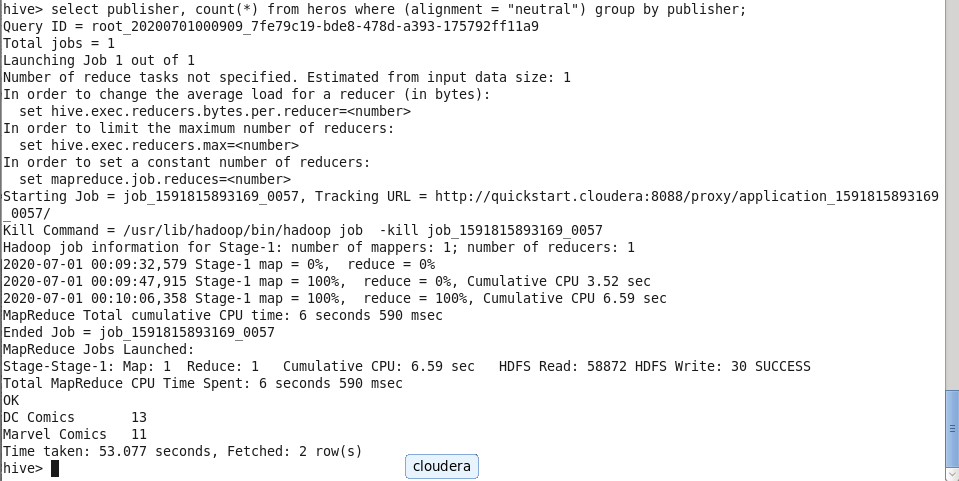 hive> select publisher, count(*) from heros where (alignment = "neutral") group by publisher;
Query ID = root_20200701000909_7fe79c19-bde8-478d-a393-175792ff11a9
Total jobs = 1
Launching Job 1 out of 1
Number of reduce tasks not specified. Estimated from input data size: 1
In order to change the average load for a reducer (in bytes):
  set hive.exec.reducers.bytes.per.reducer=<number>
In order to limit the maximum number of reducers:
  set hive.exec.reducers.max=<number>
In order to set a constant number of reducers:
  set mapreduce.job.reduces=<number>
Starting Job = job_1591815893169_0057, Tracking URL = http://quickstart.cloudera:8088/proxy/application_1591815893169
_0057/
Kill Command = /usr/lib/hadoop/bin/hadoop job  -kill job_1591815893169_0057
Hadoop job information for Stage-1: number of mappers: 1; number of reducers: 1
2020-07-01 00:09:32,579 Stage-1 map = 0%,  reduce = 0%
2020-07-01 00:09:47,915 Stage-1 map = 100%,  reduce = 0%, Cumulative CPU 3.52 sec
2020-07-01 00:10:06,358 Stage-1 map = 100%,  reduce = 100%, Cumulative CPU 6.59 sec
MapReduce Total cumulative CPU time: 6 seconds 590 msec
Ended Job = job_1591815893169_0057
MapReduce Jobs Launched:
Stage-Stage-1: Map: 1  Reduce: 1   Cumulative CPU: 6.59 sec   HDFS Read: 58872 HDFS Write: 30 SUCCESS
Total MapReduce CPU Time Spent: 6 seconds 590 msec
OK
DC Comics       13
Marvel Comics   11
Time taken: 53.077 seconds, Fetched: 2 row(s)
hive>
cloudera